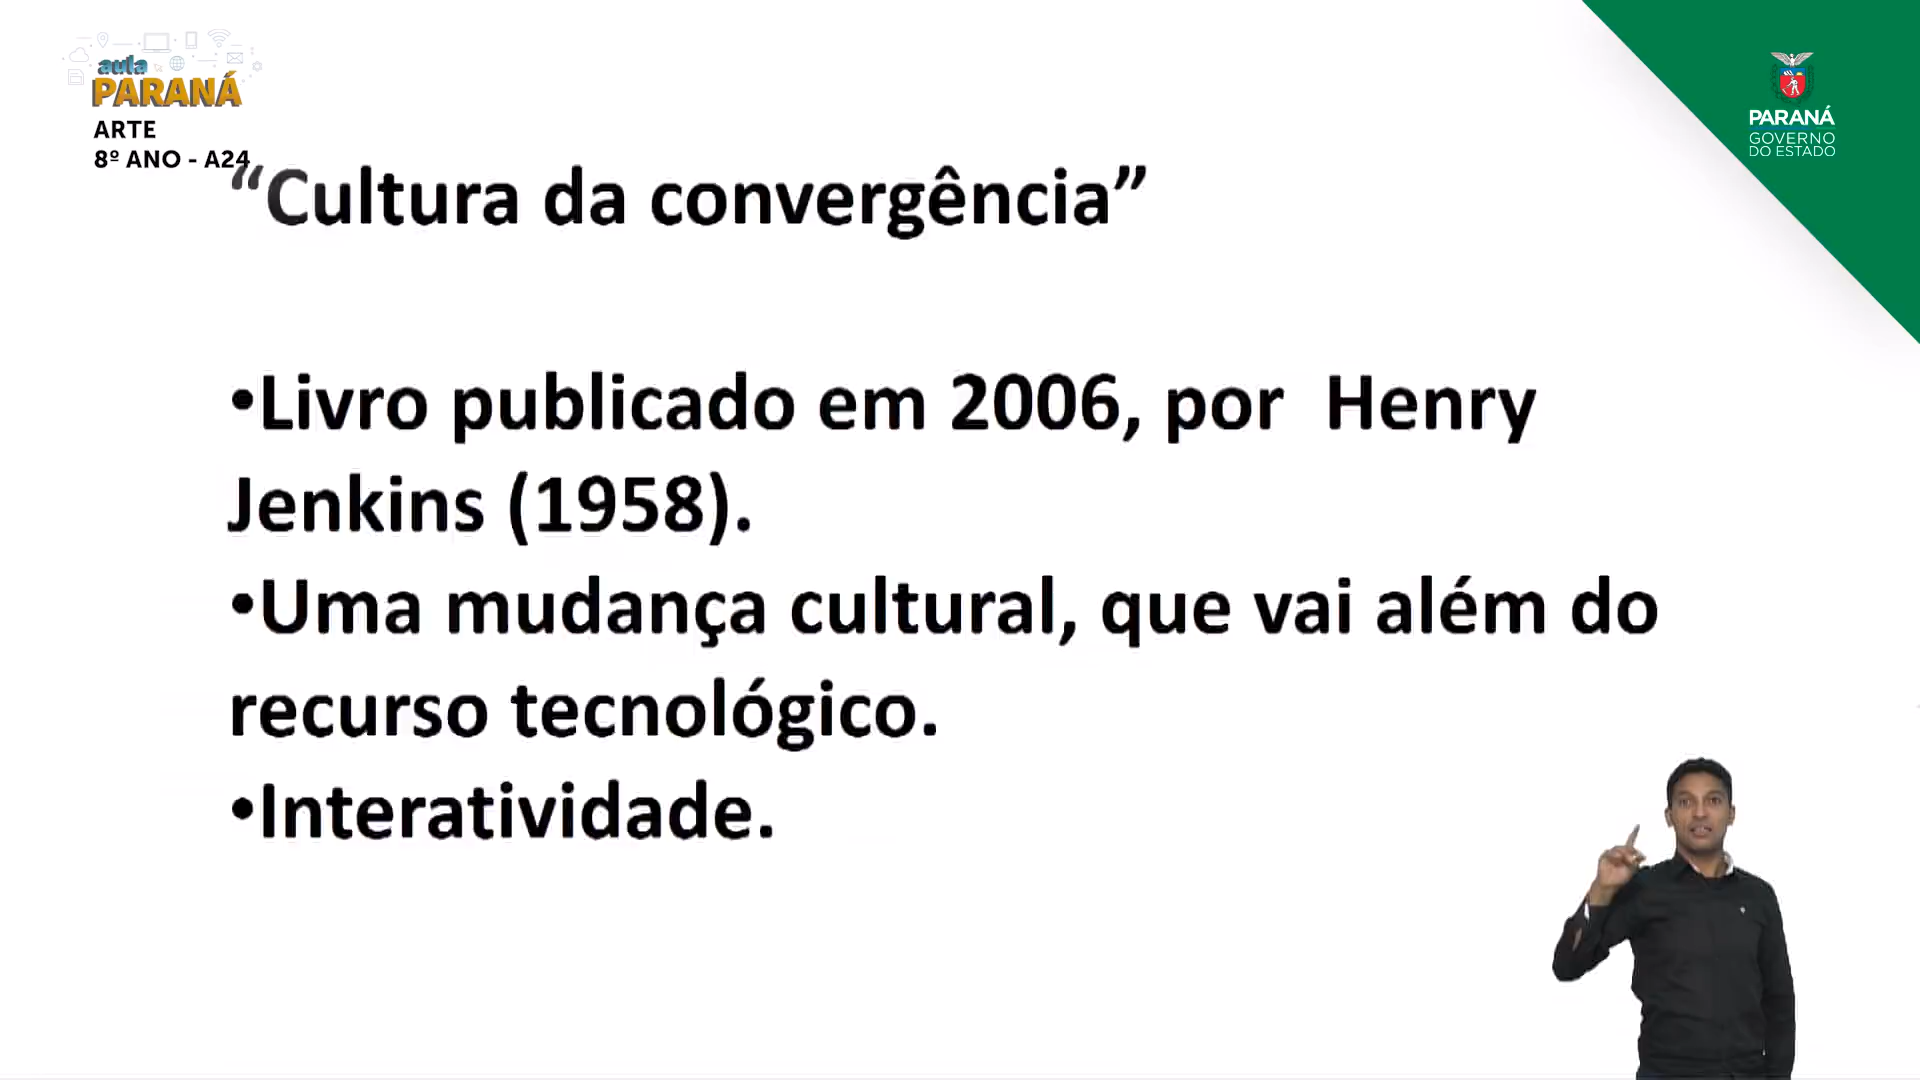 aula
PARANÁ
ARTE
8º ANO - A24
PARANÁ
GOVERNO
DO ESTADO
“Cultura da convergência”
•Livro publicado em 2006, por Henry
Jenkins (1958).
•Uma mudança cultural, que vai além do
recurso tecnológico.
•Interatividade.